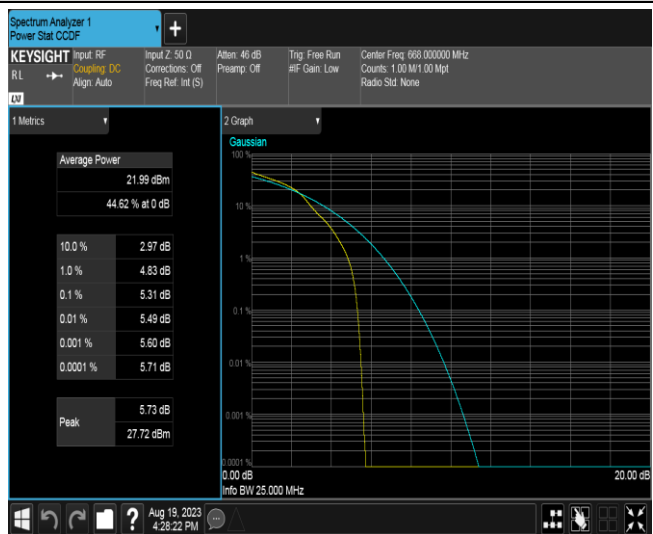 Spectrum Analyzer 1
Power Stat CCDF
+
KEYSIGHT
RL
LXI
Input: RF
Coupling: DC
Align: Auto
Input Z: 50 Ω
Corrections: Off
Freq Ref: Int (S)
Atten: 46 dB
Preamp: Off
Trig: Free Run
#IF Gain: Low
Center Freq: 668.000000 MHz
Counts: 1.00 M/1.00 Mpt
Radio Std: None
1 Metrics
Average Power
21.99 dBm
44.62 % at 0 dB
10.0 % 2.97 dB
1.0 % 4.83 dB
0.1 % 5.31 dB
0.01 % 5.49 dB
0.001 % 5.60 dB
0.0001 % 5.71 dB
Peak
5.73 dB
27.72 dBm
2 Graph
Gaussian
100 %
10 %
1 %
0.1 %
0.01 %
0.001 %
0.0001 %
0.00 dB 20.00 dB
Info BW 25.000 MHz
?
Aug 19, 2023
4:28:22 PM